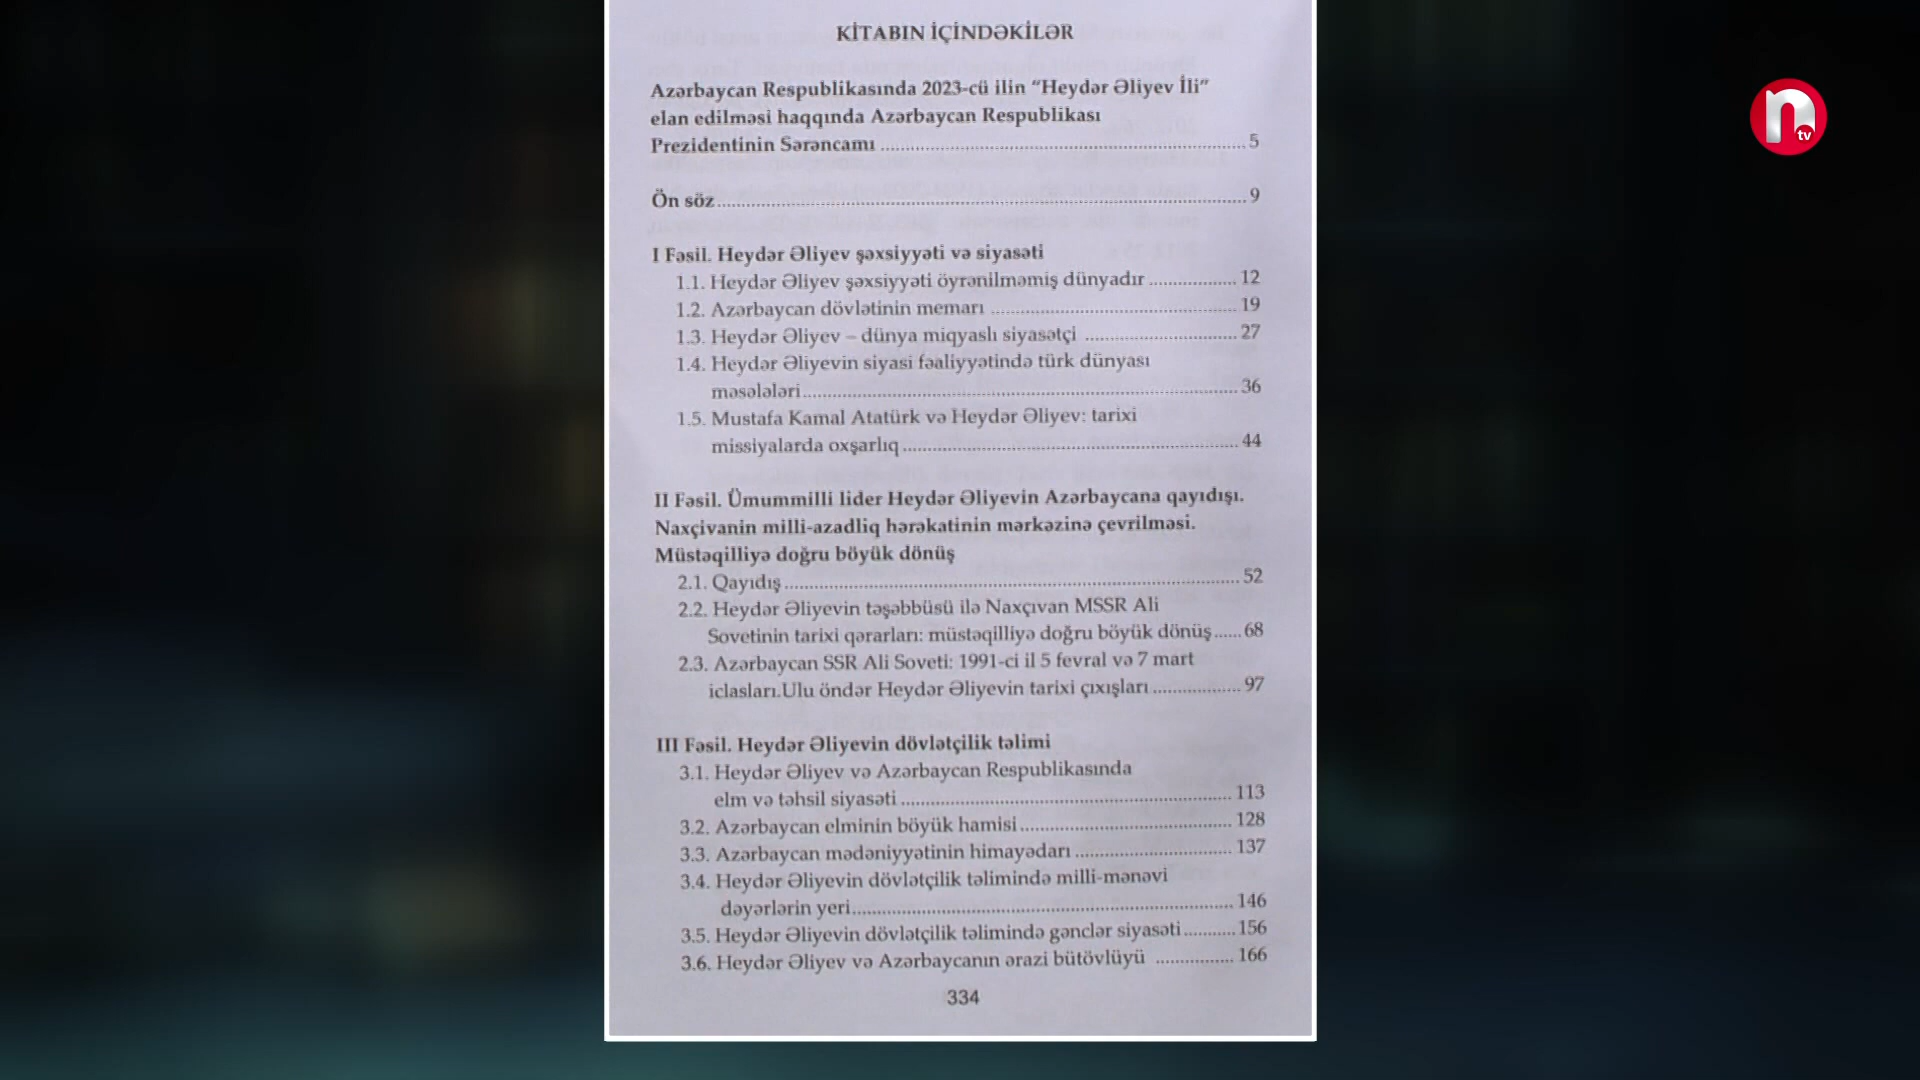 KİTABIN İÇİNDƏKİLƏR
Azərbaycan Respublikasında 2023-cü ilin “Heydər Əliyev İli”
elan edilməsi haqqında Azərbaycan Respublikası
Prezidentinin Sərəncamı ..... 5
Ön söz ..... 9
I Fəsil. Heydər Əliyev şəxsiyyəti və siyasəti
1.1. Heydər Əliyev şəxsiyyəti öyrənilməmiş dünyadır ..... 12
1.2. Azərbaycan dövlətinin memarı ..... 19
1.3. Heydər Əliyev – dünya miqyaslı siyasətçi ..... 27
1.4. Heydər Əliyevin siyasi fəaliyyətində türk dünyası
məsələləri ..... 36
1.5. Mustafa Kamal Atatürk və Heydər Əliyev: tarixi
missiyalarda oxşarlıq ..... 44
II Fəsil. Ümummilli lider Heydər Əliyevin Azərbaycana qayıdışı.
Naxçivanin milli-azadliq hərəkatinin mərkəzinə çevrilməsi.
Müstəqilliyə doğru böyük dönüş
2.1. Qayıdış ..... 52
2.2. Heydər Əliyevin təşəbbüsü ilə Naxçıvan MSSR Ali
Sovetinin tarixi qərarları: müstəqilliyə doğru böyük dönüş ..... 68
2.3. Azərbaycan SSR Ali Soveti: 1991-ci il 5 fevral və 7 mart
iclasları.Ulu öndər Heydər Əliyevin tarixi çıxışları ..... 97
III Fəsil. Heydər Əliyevin dövlətçilik təlimi
3.1. Heydər Əliyev və Azərbaycan Respublikasında
elm və təhsil siyasəti ..... 113
3.2. Azərbaycan elminin böyük hamisi ..... 128
3.3. Azərbaycan mədəniyyətinin himayədarı ..... 137
3.4. Heydər Əliyevin dövlətçilik təlimində milli-mənəvi
dəyərlərin yeri ..... 146
3.5. Heydər Əliyevin dövlətçilik təlimində gənclər siyasəti ..... 156
3.6. Heydər Əliyev və Azərbaycanın ərazi bütövlüyü ..... 166
334
n tv